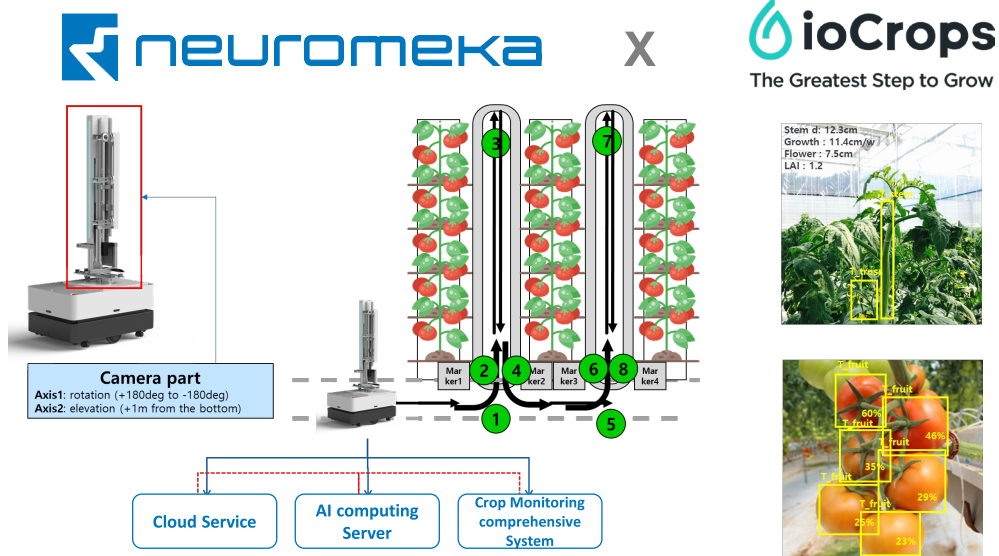 neuromeka
X
ioCrops
The Greatest Step to Grow
Stem d: 12.3cm
Growth : 11.4cm/w
Flower : 7.5cm
LAI : 1.2
T_truss
3
7
Camera part
Axis1: rotation (+180deg to -180deg)
Axis2: elevation (+1m from the bottom)
Mar
ker1
2
4
Mar
ker2
Mar
ker3
6
8
Mar
ker4
1
5
T_fruit
60%
T_fruit
46%
T_fruit
35%
T_fruit
29%
T_fruit
T_fruit
23%
Cloud Service
AI computing
Server
Crop Monitoring
comprehensive
System